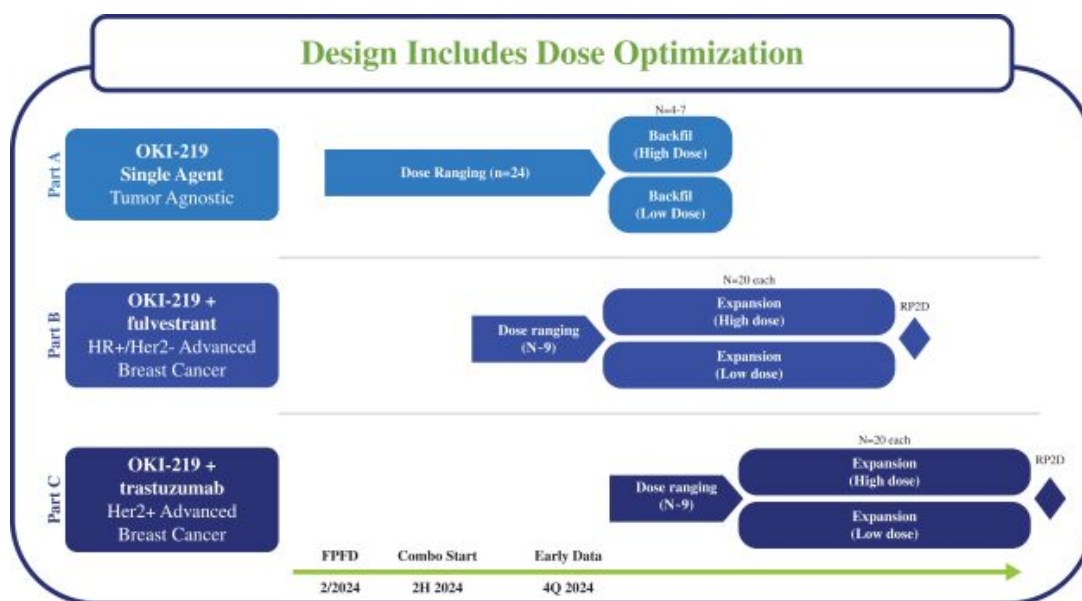 Design Includes Dose Optimization
Part A
OKI-219
Single Agent
Tumor Agnostic
Dose Ranging (n=24)
N=4-7
Backfil
(High Dose)
Backfil
(Low Dose)
Part B
OKI-219 +
fulvestrant
HR+/Her2- Advanced
Breast Cancer
Dose ranging
(N~9)
N=20 each
Expansion
(High dose)
Expansion
(Low dose)
RP2D
Part C
OKI-219 +
trastuzumab
Her2+ Advanced
Breast Cancer
Dose ranging
(N~9)
N=20 each
Expansion
(High dose)
Expansion
(Low dose)
RP2D
FPFD Combo Start Early Data
2/2024 2H 2024 4Q 2024